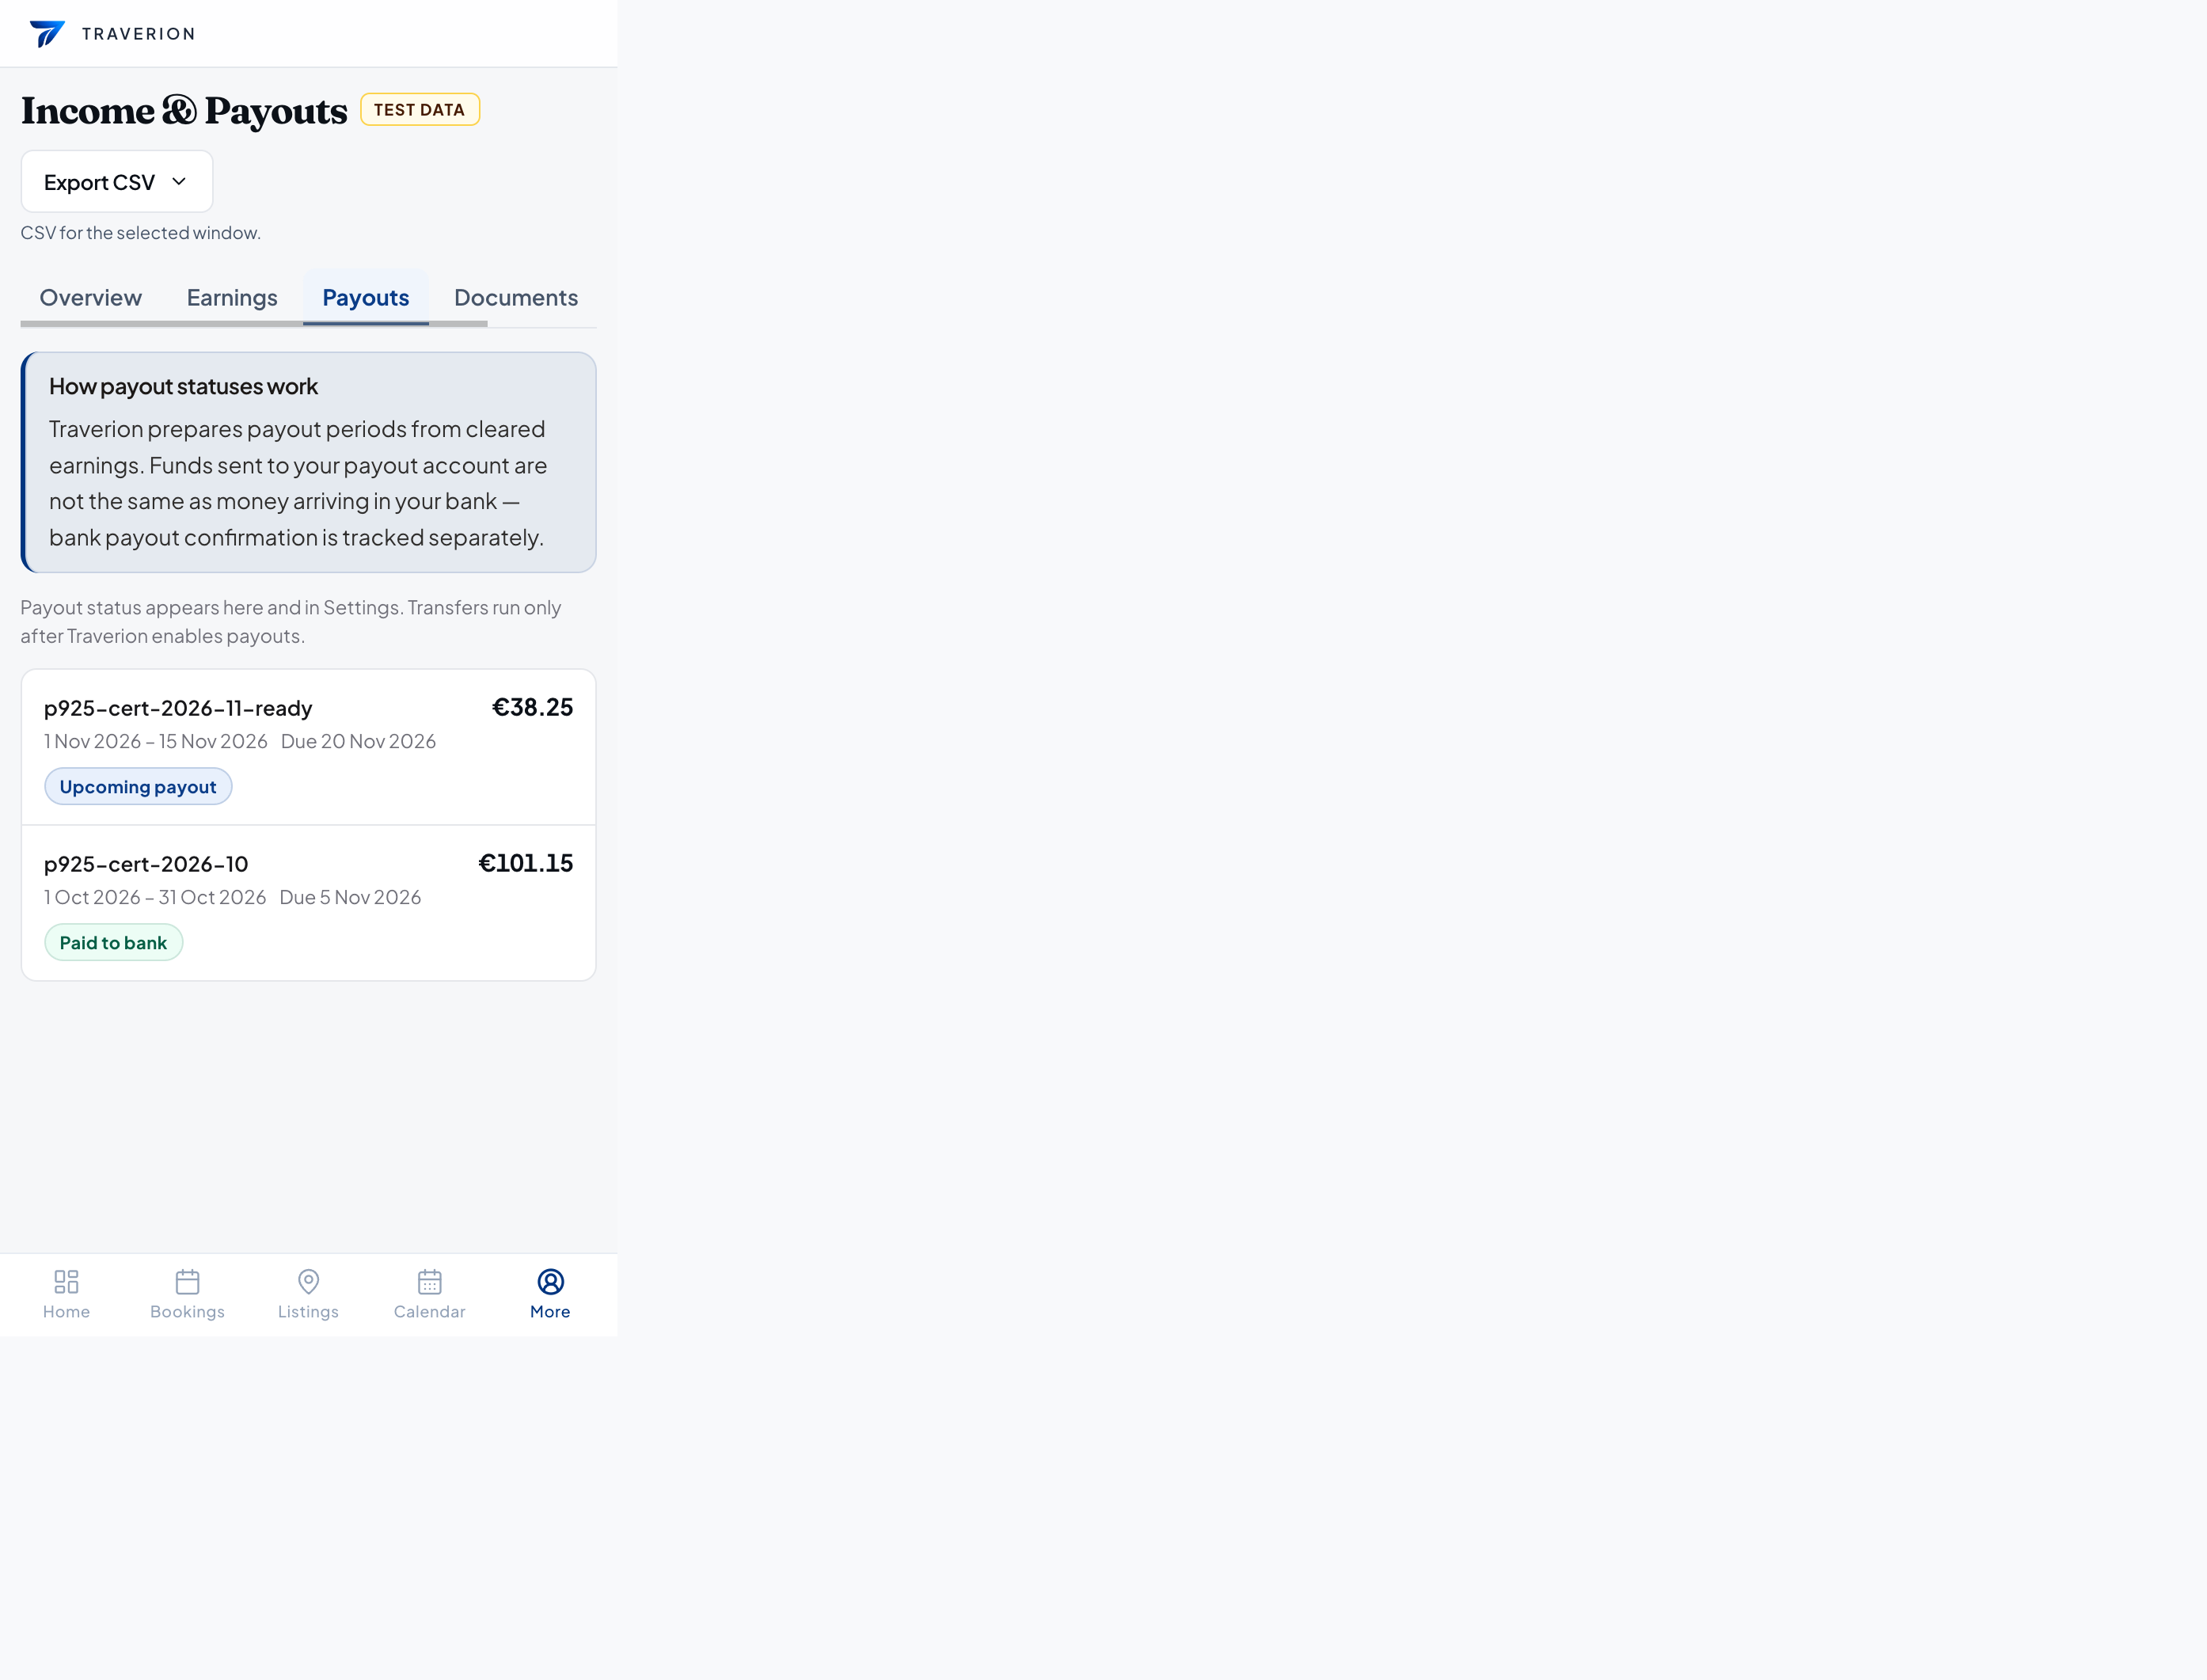 TRAVERION
Income & Payouts
TEST DATA
Export CSV
CSV for the selected window.
Overview Earnings Payouts Documents
How payout statuses work
Traverion prepares payout periods from cleared
earnings. Funds sent to your payout account are
not the same as money arriving in your bank —
bank payout confirmation is tracked separately.
Payout status appears here and in Settings. Transfers run only
after Traverion enables payouts.
p925-cert-2026-11-ready €38.25
1 Nov 2026 – 15 Nov 2026 Due 20 Nov 2026
Upcoming payout
p925-cert-2026-10 €101.15
1 Oct 2026 – 31 Oct 2026 Due 5 Nov 2026
Paid to bank
Home Bookings Listings Calendar More